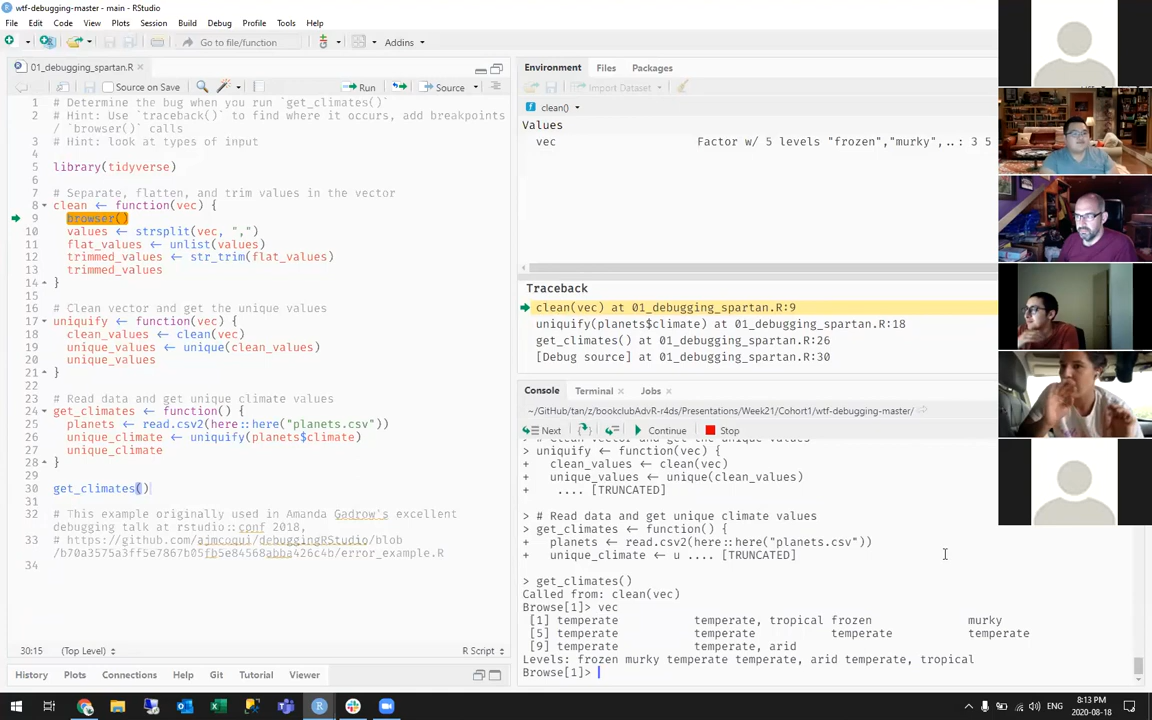 wtf-debugging-master - main - RStudio
File Edit Code View Plots Session Build Debug Profile Tools Help
Go to file/function
Addins
01_debugging_spartan.R
Environment Files Packages
Source on Save
Run
Source
Import Dataset
1 # Determine the bug when you run `get_climates()`
2 # Hint: Use `traceback()` to find where it occurs, add breakpoints
/ `browser()` calls
3 # Hint: look at types of input
4
5 library(tidyverse)
6
7 # Separate, flatten, and trim values in the vector
8 clean <- function(vec) {
9 browser()
10 values <- strsplit(vec, ",")
11 flat_values <- unlist(values)
12 trimmed_values <- str_trim(flat_values)
13 trimmed_values
14 }
15
16 # Clean vector and get the unique values
17 uniquify <- function(vec) {
18 clean_values <- clean(vec)
19 unique_values <- unique(clean_values)
20 unique_values
21 }
22
23 # Read data and get unique climate values
24 get_climates <- function() {
25 planets <- read.csv2(here::here("planets.csv"))
26 unique_climate <- uniquify(planets$climate)
27 unique_climate
28 }
29
30 get_climates()
31
32 # This example originally used in Amanda Gadrow's excellent
debugging talk at rstudio::conf 2018,
33 # https://github.com/ajmcoqui/debuggingRStudio/blob
/b70a3575a3ff5e7867b05fb5e84568abba426c4b/error_example.R
34
30:15 (Top Level) R Script
History Plots Connections Help Git Tutorial Viewer
clean()
Values
vec Factor w/ 5 levels "frozen","murky",..: 3 5
Traceback
clean(vec) at 01_debugging_spartan.R:9
uniquify(planets$climate) at 01_debugging_spartan.R:18
get_climates() at 01_debugging_spartan.R:26
[Debug source] at 01_debugging_spartan.R:30
Console Terminal Jobs
~/GitHub/tan/z/bookclubAdvR-r4ds/Presentations/Week21/Cohort1/wtf-debugging-master/
Next Continue Stop
> # Clean vector and get the unique values
> uniquify <- function(vec) {
+ clean_values <- clean(vec)
+ unique_values <- unique(clean_values)
+ .... [TRUNCATED]
> # Read data and get unique climate values
> get_climates <- function() {
+ planets <- read.csv2(here::here("planets.csv"))
+ unique_climate <- u .... [TRUNCATED]
> get_climates()
Called from: clean(vec)
Browse[1]> vec
[1] temperate temperate, tropical frozen murky
[5] temperate temperate temperate temperate
[9] temperate temperate, arid
Levels: frozen murky temperate temperate, arid temperate, tropical
Browse[1]>
ENG
8:13 PM
2020-08-18